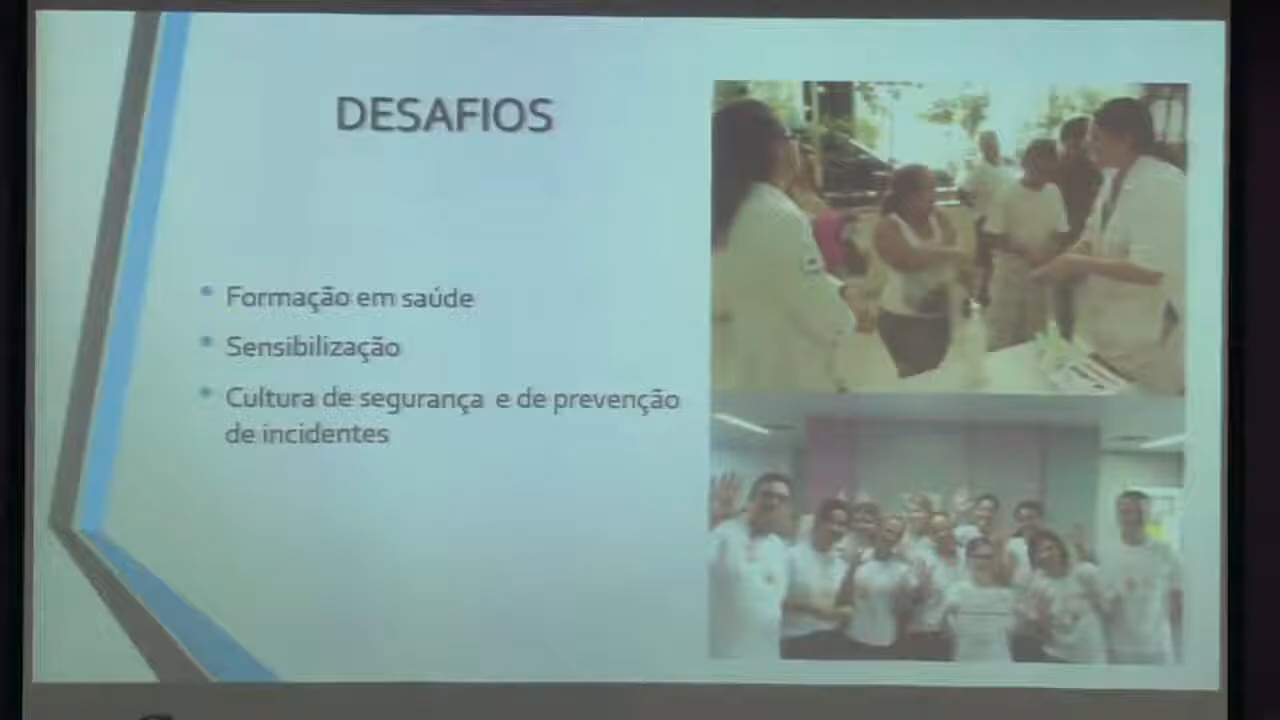 DESAFIOS
Formação em saúde
Sensibilização
Cultura de segurança e de prevenção
de incidentes